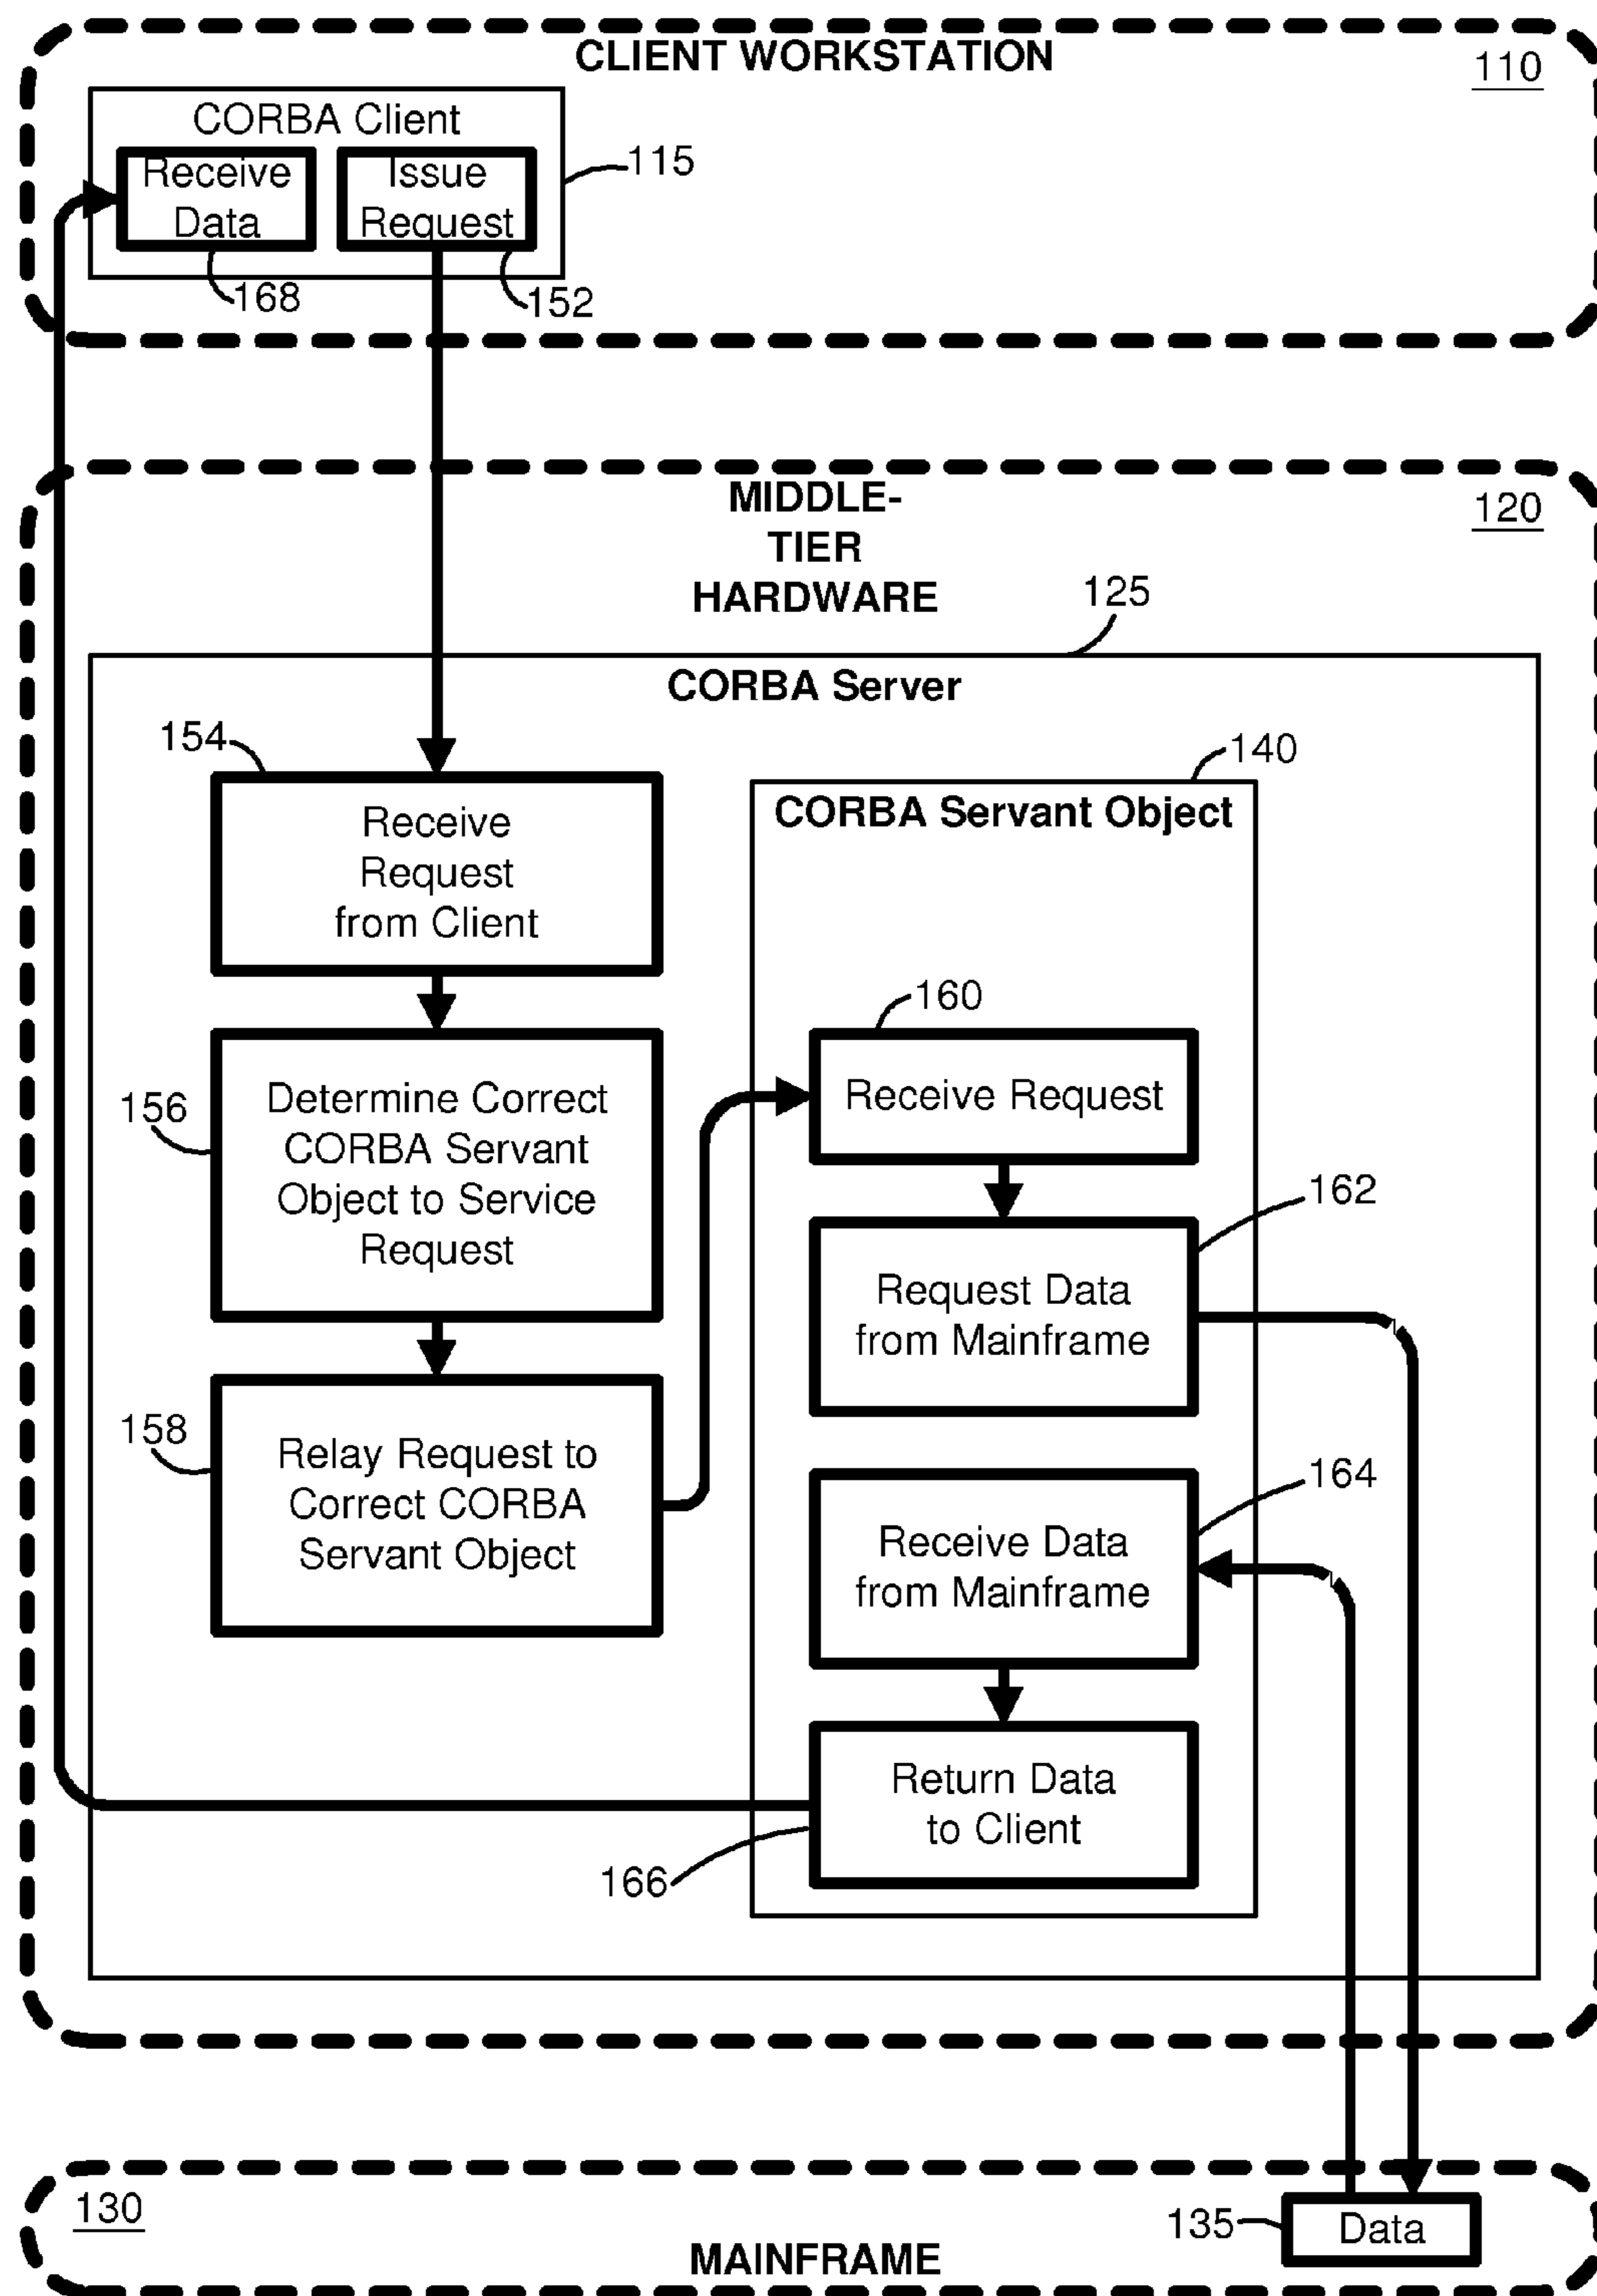 CLIENT WORKSTATION
110
CORBA Client
Receive
Data
Issue
Request
115
168
152
MIDDLE-
TIER
HARDWARE
120
125
CORBA Server
154
Receive
Request
from Client
140
CORBA Servant Object
160
Receive Request
156
Determine Correct
CORBA Servant
Object to Service
Request
162
Request Data
from Mainframe
158
Relay Request to
Correct CORBA
Servant Object
164
Receive Data
from Mainframe
Return Data
to Client
166
130
MAINFRAME
135
Data